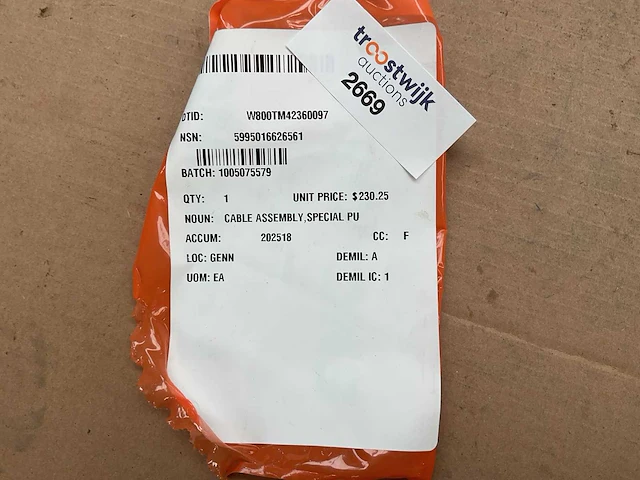 troostwijk
auctions
2669
DTID: W800TM42360097
NSN: 5995016626561
BATCH: 1005075579
QTY: 1 UNIT PRICE: $230.25
NOUN: CABLE ASSEMBLY,SPECIAL PU
ACCUM: 202518 CC: F
LOC: GENN DEMIL: A
UOM: EA DEMIL IC: 1